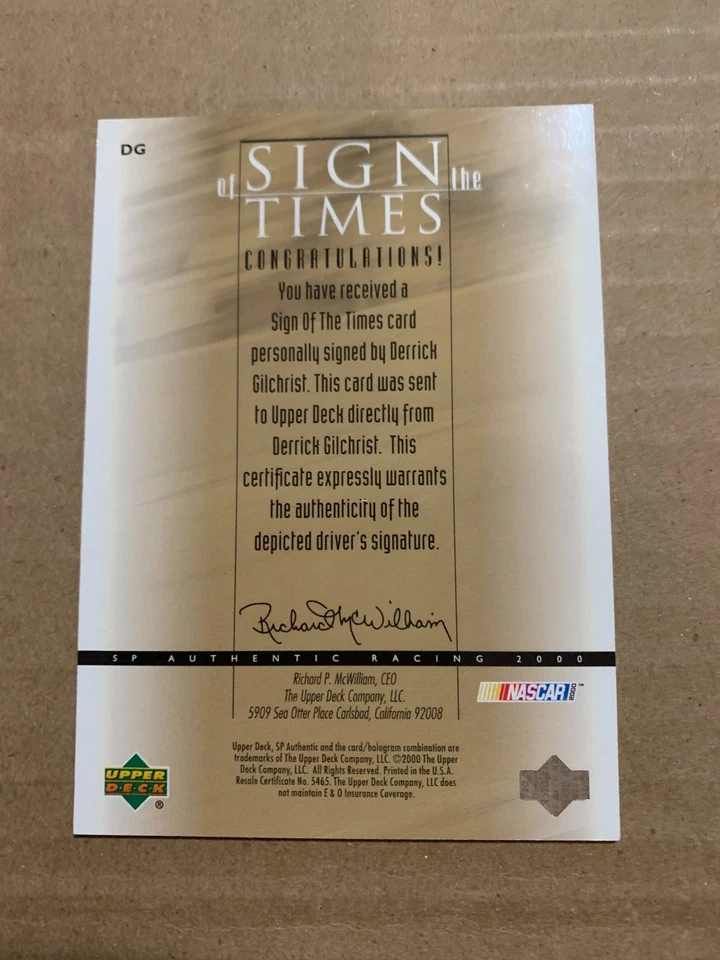 DG
of SIGN the
TIMES
CONGRATULATIONS!
You have received a
Sign Of The Times card
personally signed by Derrick
Gilchrist. This card was sent
to Upper Deck directly from
Derrick Gilchrist. This
certificate expressly warrants
the authenticity of the
depicted driver's signature.
Richard McWilliam
SP AUTHENTIC RACING 2000
Richard P. McWilliam, CEO
The Upper Deck Company, LLC.
5909 Sea Otter Place Carlsbad, California 92008
NASCAR 2000 ™
Upper Deck, SP Authentic and the card/hologram combination are
trademarks of The Upper Deck Company, LLC. ©2000 The Upper
Deck Company, LLC. All Rights Reserved. Printed in the U.S.A.
Resale Certificate No. 5465. The Upper Deck Company, LLC does
not maintain E & O Insurance Coverage.
UPPER
DECK ®